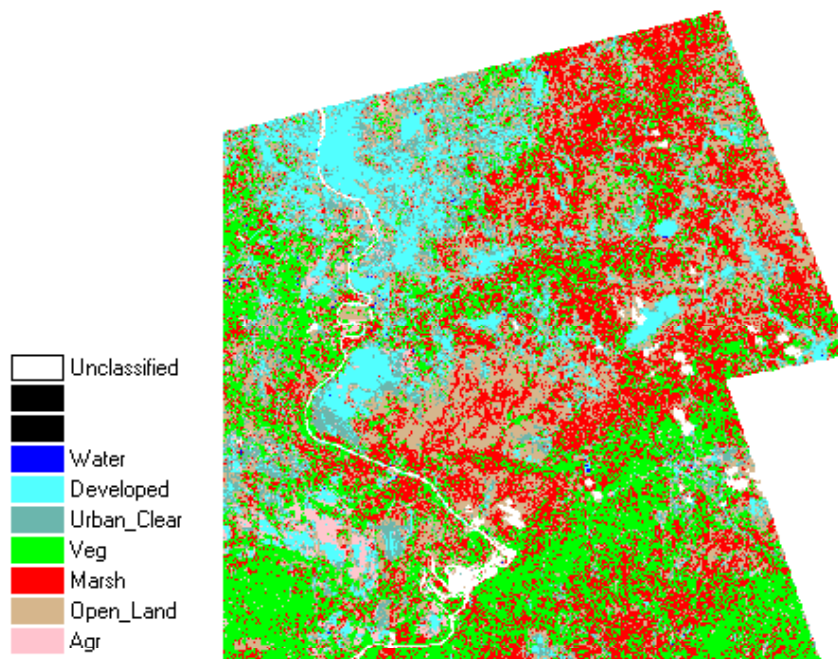 Unclassified
Water
Developed
Urban_Clear
Veg
Marsh
Open_Land
Agr